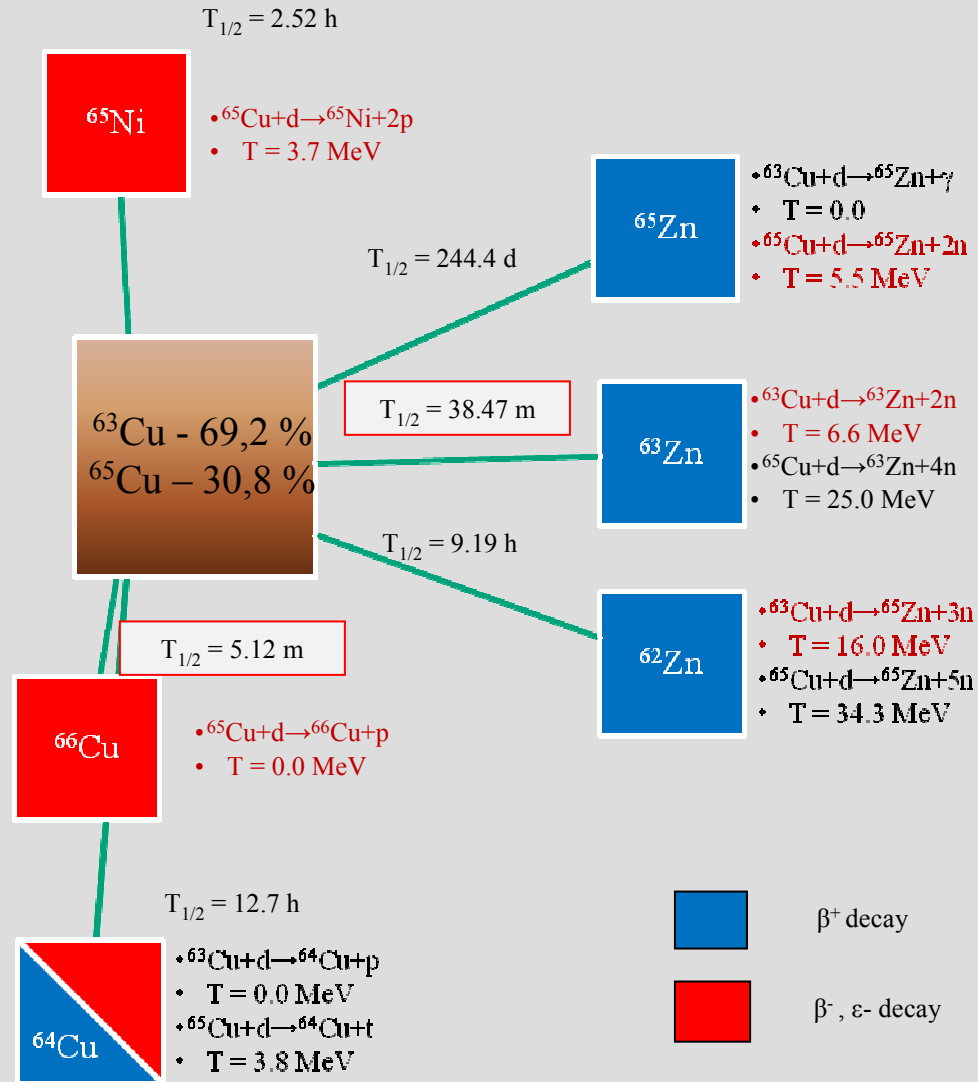 T1/2 = 2.52 h
65Ni
•65Cu+d→65Ni+2p
• T = 3.7 MeV
65Zn
•63Cu+d→65Zn+γ
• T = 0.0
•65Cu+d→65Zn+2n
• T = 5.5 MeV
T1/2 = 244.4 d
63Cu - 69,2 %
65Cu – 30,8 %
T1/2 = 38.47 m
63Zn
•63Cu+d→63Zn+2n
• T = 6.6 MeV
•65Cu+d→63Zn+4n
• T = 25.0 MeV
T1/2 = 9.19 h
62Zn
•63Cu+d→65Zn+3n
• T = 16.0 MeV
•65Cu+d→65Zn+5n
• T = 34.3 MeV
T1/2 = 5.12 m
66Cu
•65Cu+d→66Cu+p
• T = 0.0 MeV
T1/2 = 12.7 h
64Cu
•63Cu+d→64Cu+p
• T = 0.0 MeV
•65Cu+d→64Cu+t
• T = 3.8 MeV
β+ decay
β- , ε- decay